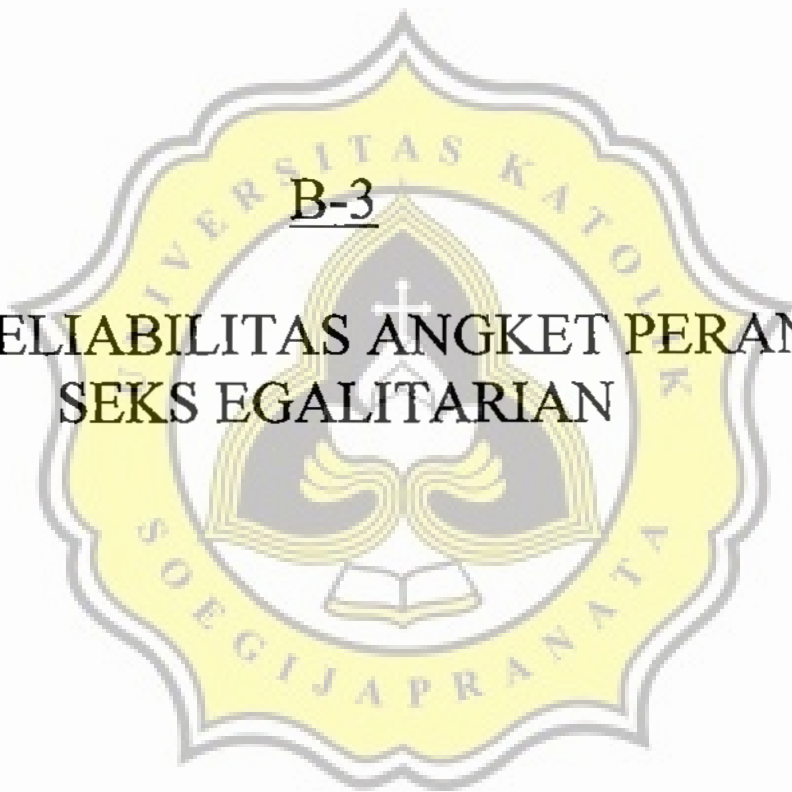 B-3
ELIABILITAS ANGKET PERAN
SEKS EGALITARIAN
UNIVERSITAS KATOLIK
SOEGIJAPRANATA